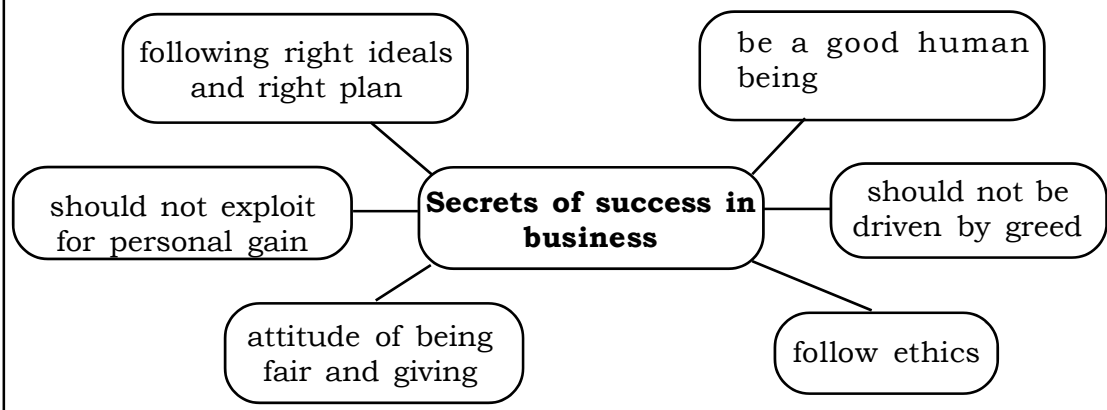 following right ideals
and right plan
be a good human
being
should not exploit
for personal gain
Secrets of success in
business
should not be
driven by greed
attitude of being
fair and giving
follow ethics